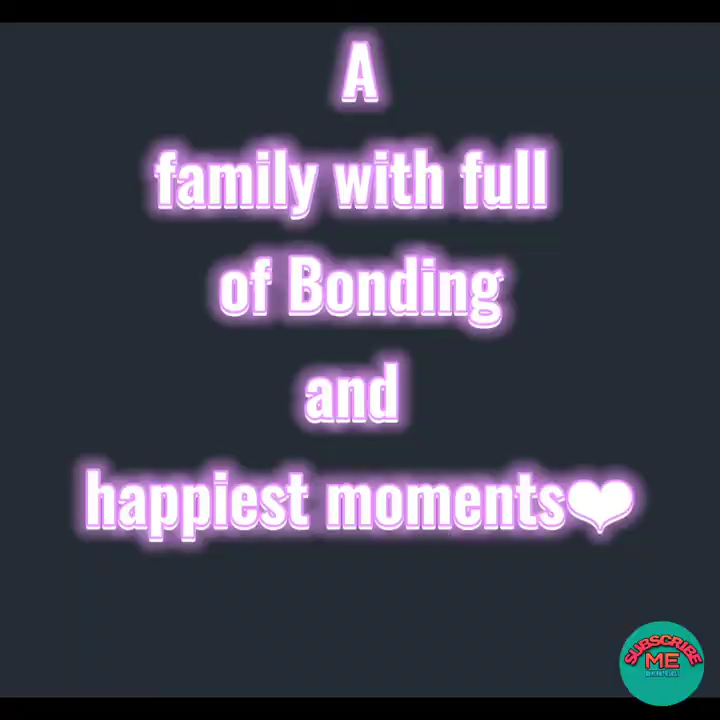 A
family with full
of Bonding
and
happiest moments❤
SUBSCRIBE
ME